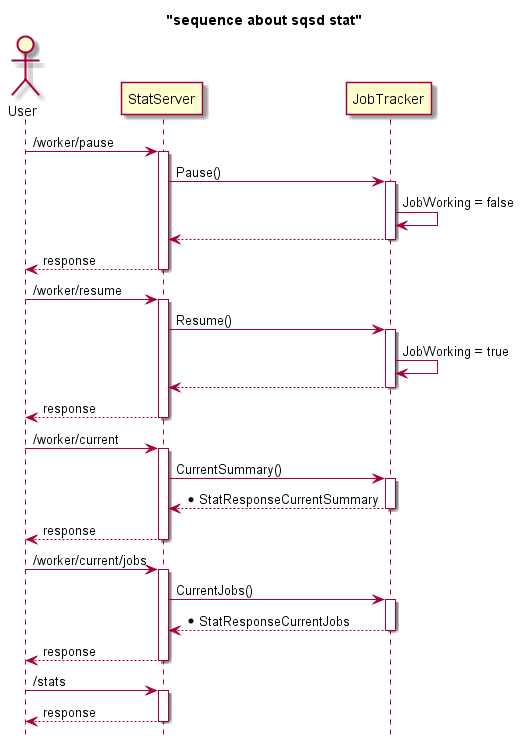 "sequence about sqsd stat"
User
StatServer
JobTracker
/worker/pause
Pause()
JobWorking = false
response
/worker/resume
Resume()
JobWorking = true
response
/worker/current
CurrentSummary()
• StatResponseCurrentSummary
response
/worker/current/jobs
CurrentJobs()
• StatResponseCurrentJobs
response
/stats
response